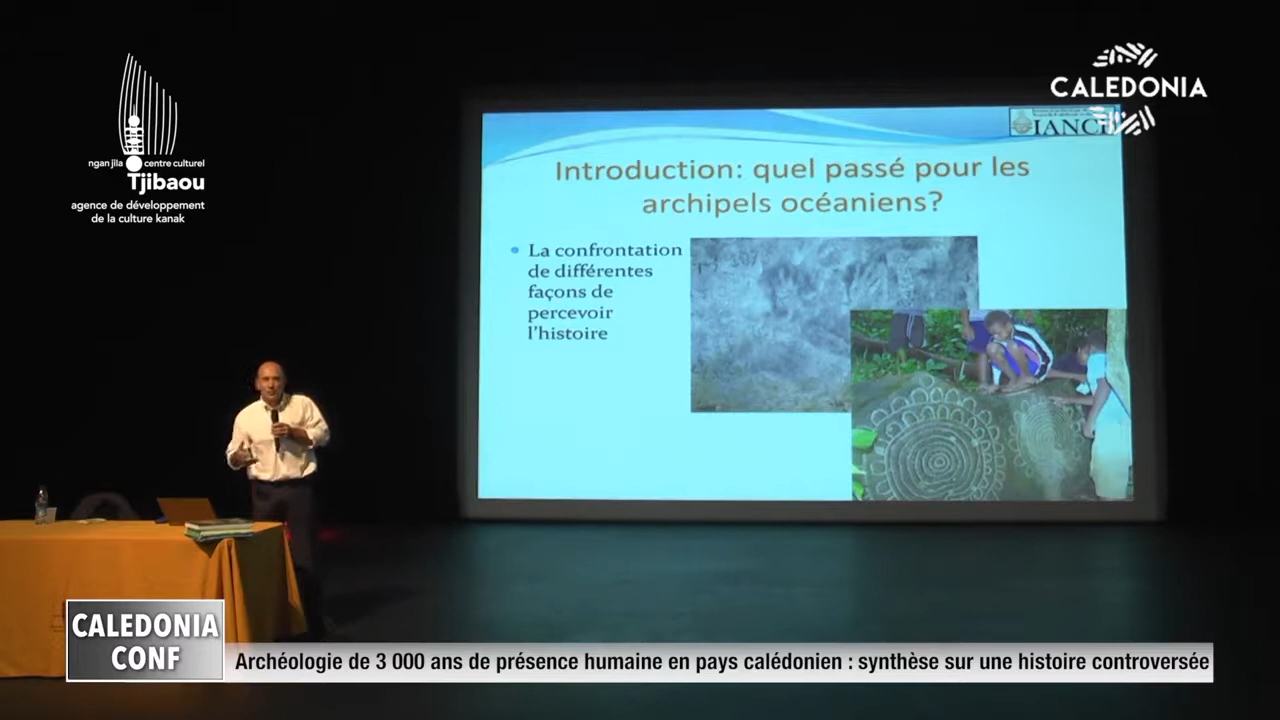 ngan jila centre culturel
Tjibaou
agence de développement
de la culture kanak
CALEDONIA
IANCP
Introduction: quel passé pour les
archipels océaniens?
La confrontation
de différentes
façons de
percevoir
l'histoire
CALEDONIA
CONF
Archéologie de 3 000 ans de présence humaine en pays calédonien : synthèse sur une histoire controversée